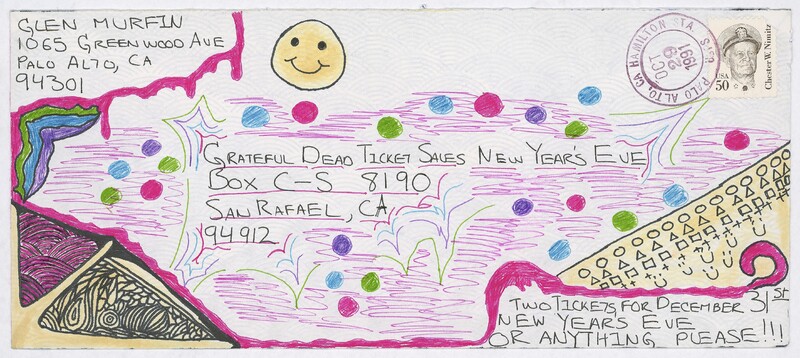 GLEN MURFIN
1065 GREENWOOD AVE
PALO ALTO, CA
94301
HAMILTON STA.
PALO ALTO, CA
OCT
29
1991
USA
50
Chester W. Nimitz
GRATEFUL DEAD TICKET SALES NEW YEAR'S EVE
BOX C-S 8190
SAN RAFAEL, CA
94912
TWO TICKETS FOR DECEMBER 31ST
NEW YEARS EVE
OR ANYTHING PLEASE!!!